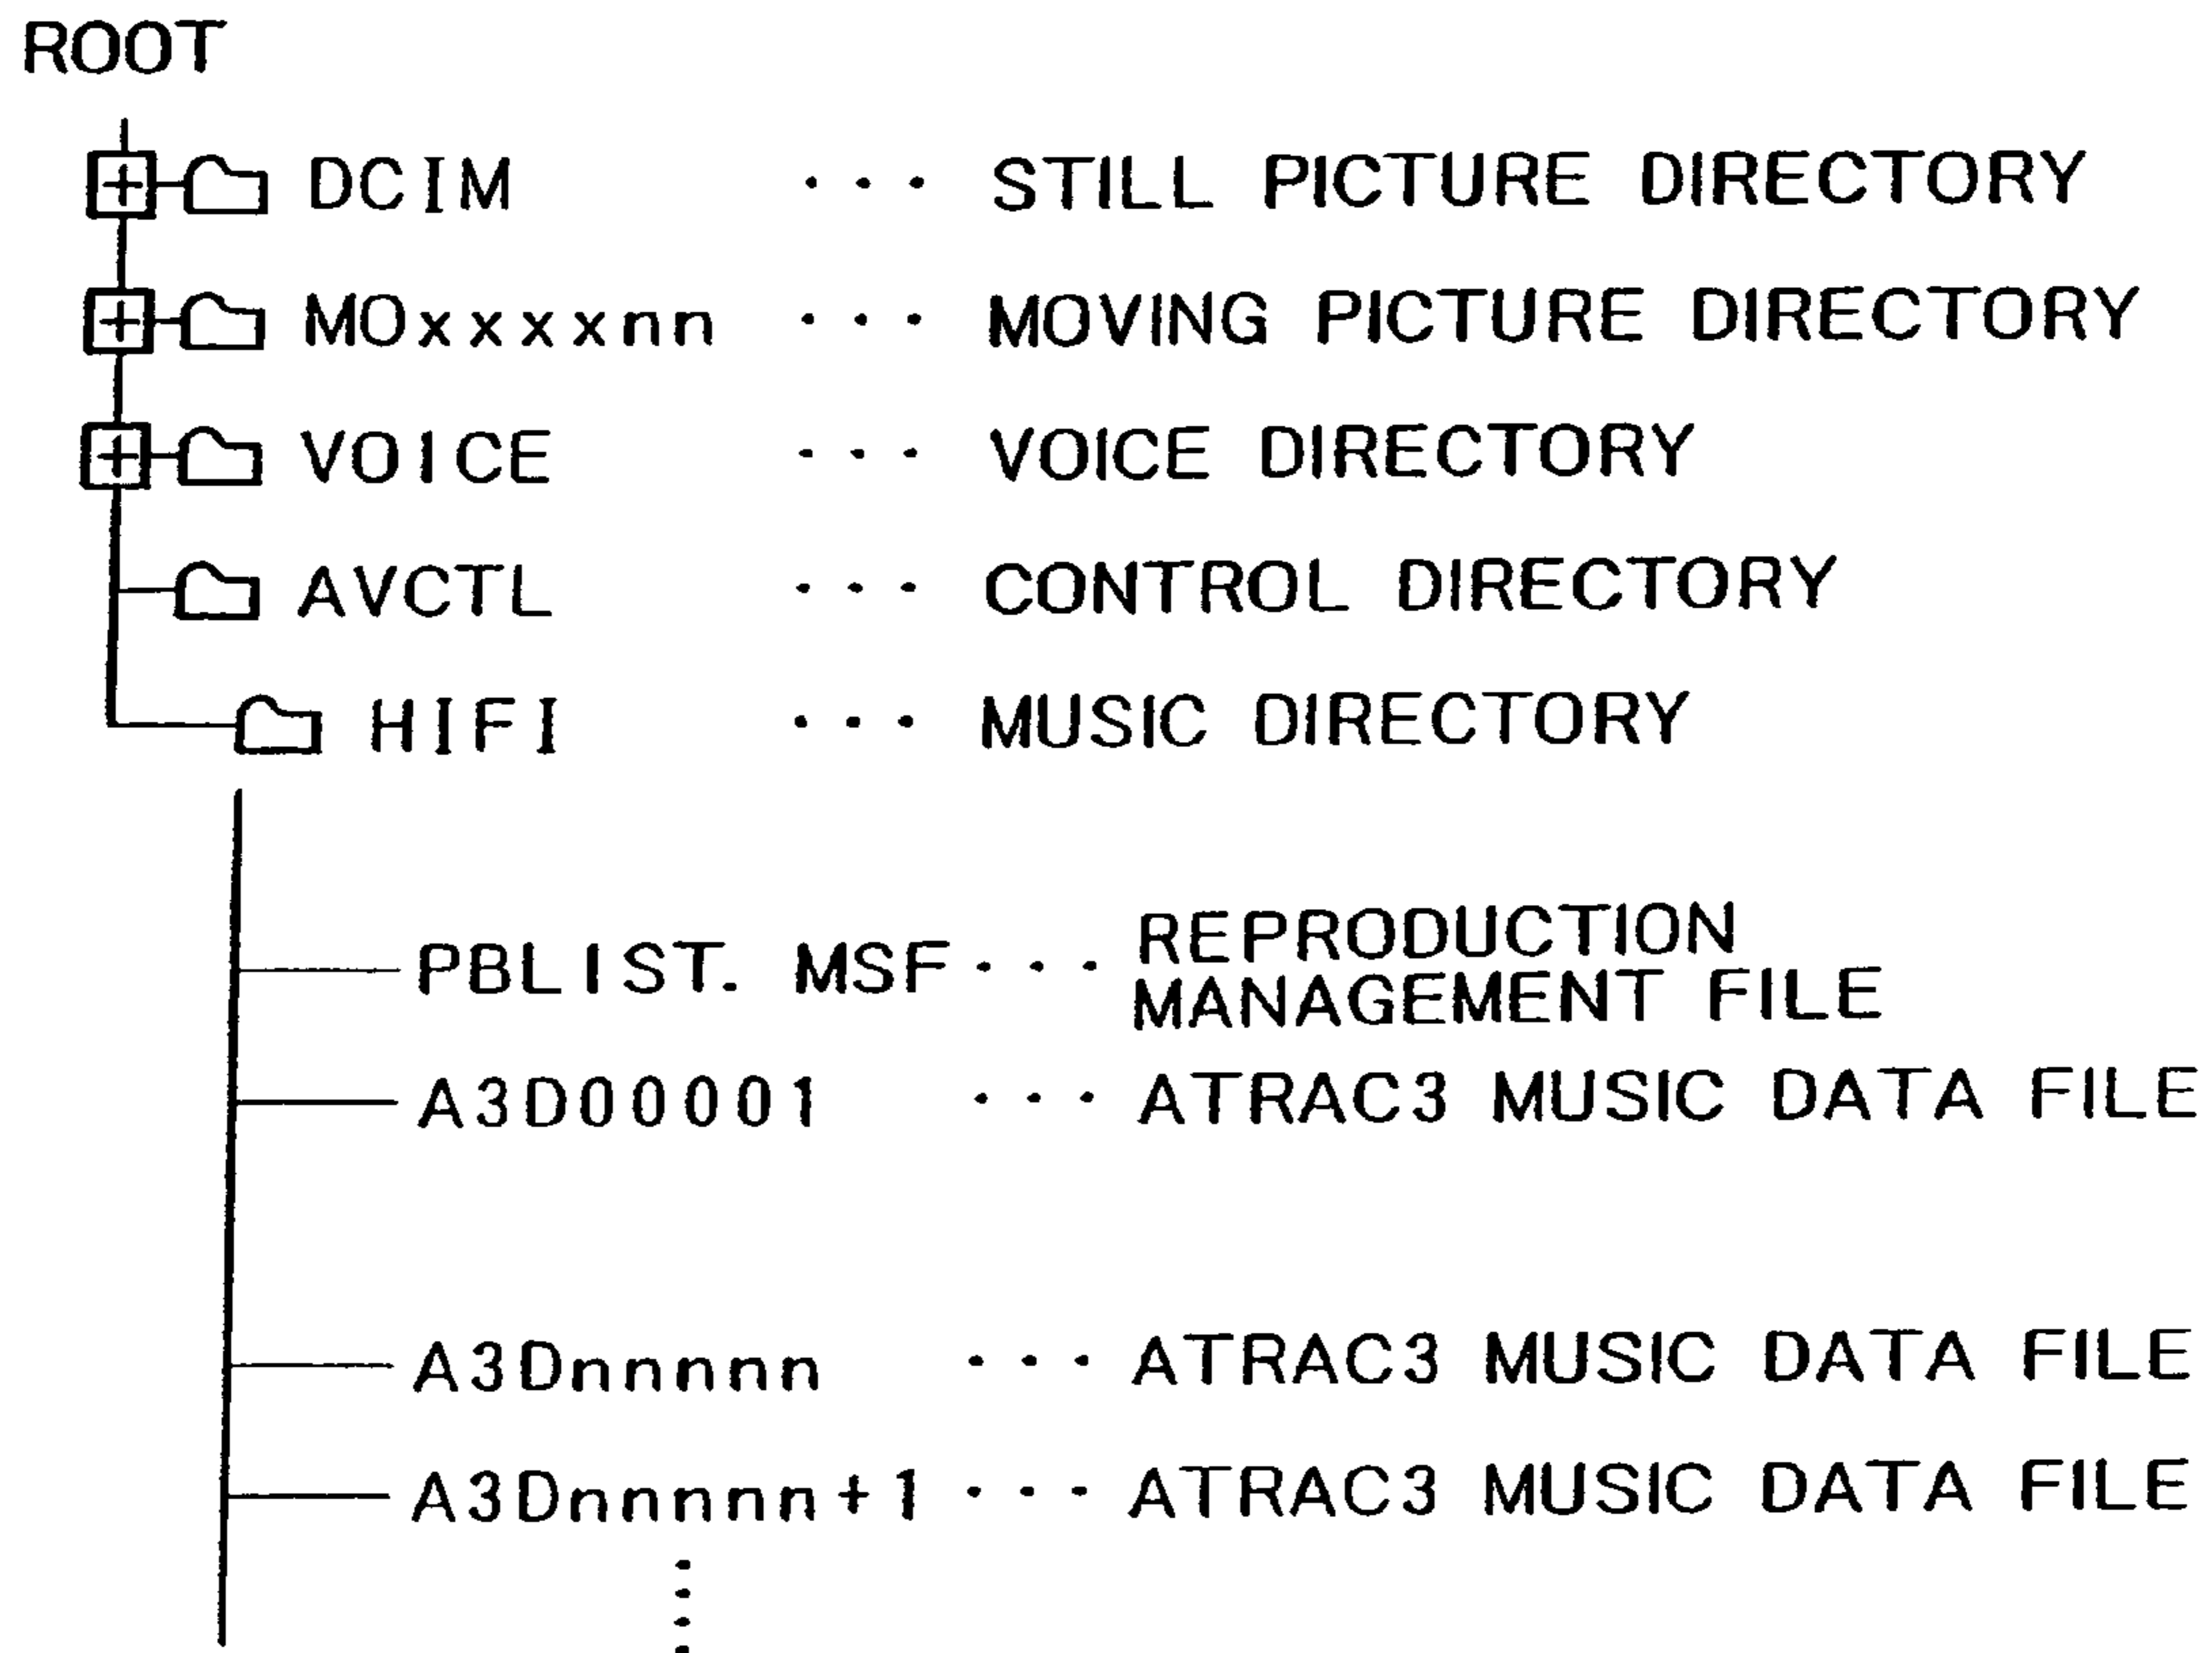 ROOT
DCIM ... STILL PICTURE DIRECTORY
MOxxxxnn ... MOVING PICTURE DIRECTORY
VOICE ... VOICE DIRECTORY
AVCTL ... CONTROL DIRECTORY
HIFI ... MUSIC DIRECTORY
PBLIST. MSF ... REPRODUCTION
MANAGEMENT FILE
A3D00001 ... ATRAC3 MUSIC DATA FILE
A3Dnnnnn ... ATRAC3 MUSIC DATA FILE
A3Dnnnnn+1 ... ATRAC3 MUSIC DATA FILE